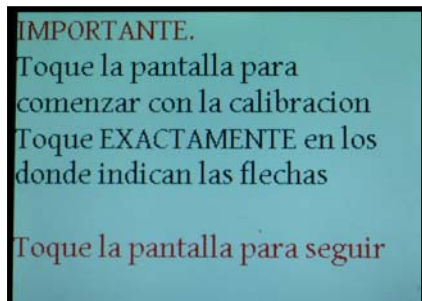 IMPORTANTE.
Toque la pantalla para
comenzar con la calibracion
Toque EXACTAMENTE en los
donde indican las flechas
Toque la pantalla para seguir